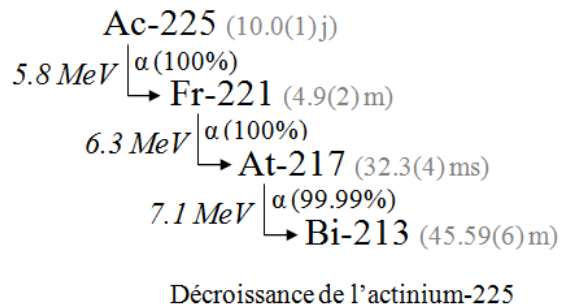 Ac-225 (10.0(1) j)
5.8 MeV α (100%)
Fr-221 (4.9(2) m)
6.3 MeV α (100%)
At-217 (32.3(4) ms)
7.1 MeV α (99.99%)
Bi-213 (45.59(6) m)
Décroissance de l’actinium-225